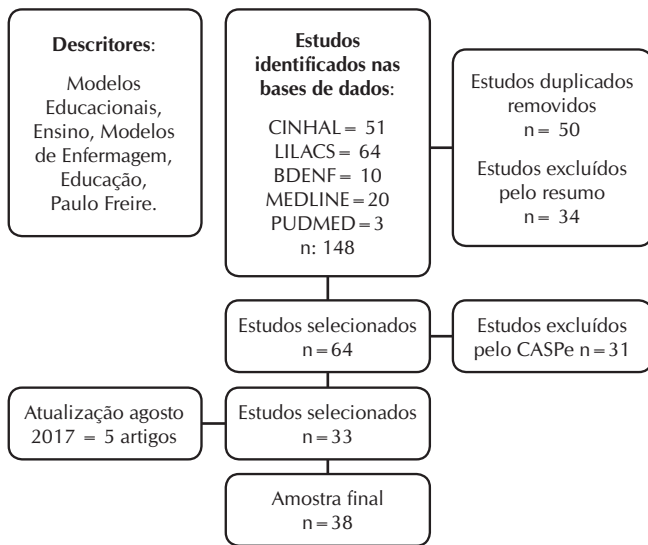 Descritores:
Modelos
Educacionais,
Ensino, Modelos
de Enfermagem,
Educação,
Paulo Freire.
Estudos
identificados nas
bases de dados:
CINHAL = 51
LILACS = 64
BDENF = 10
MEDLINE = 20
PUDMED = 3
n: 148
Estudos duplicados
removidos
n = 50
Estudos excluídos
pelo resumo
n = 34
Estudos selecionados
n = 64
Estudos excluídos
pelo CASPe n = 31
Atualização agosto
2017 = 5 artigos
Estudos selecionados
n = 33
Amostra final
n = 38